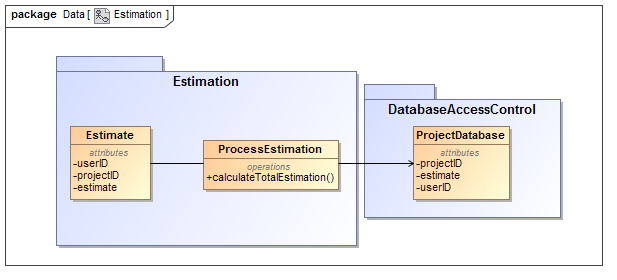 package Data [ Estimation ]
Estimation
DatabaseAccessControl
Estimate
attributes
-userID
-projectID
-estimate
ProcessEstimation
operations
+calculateTotalEstimation()
ProjectDatabase
attributes
-projectID
-estimate
-userID